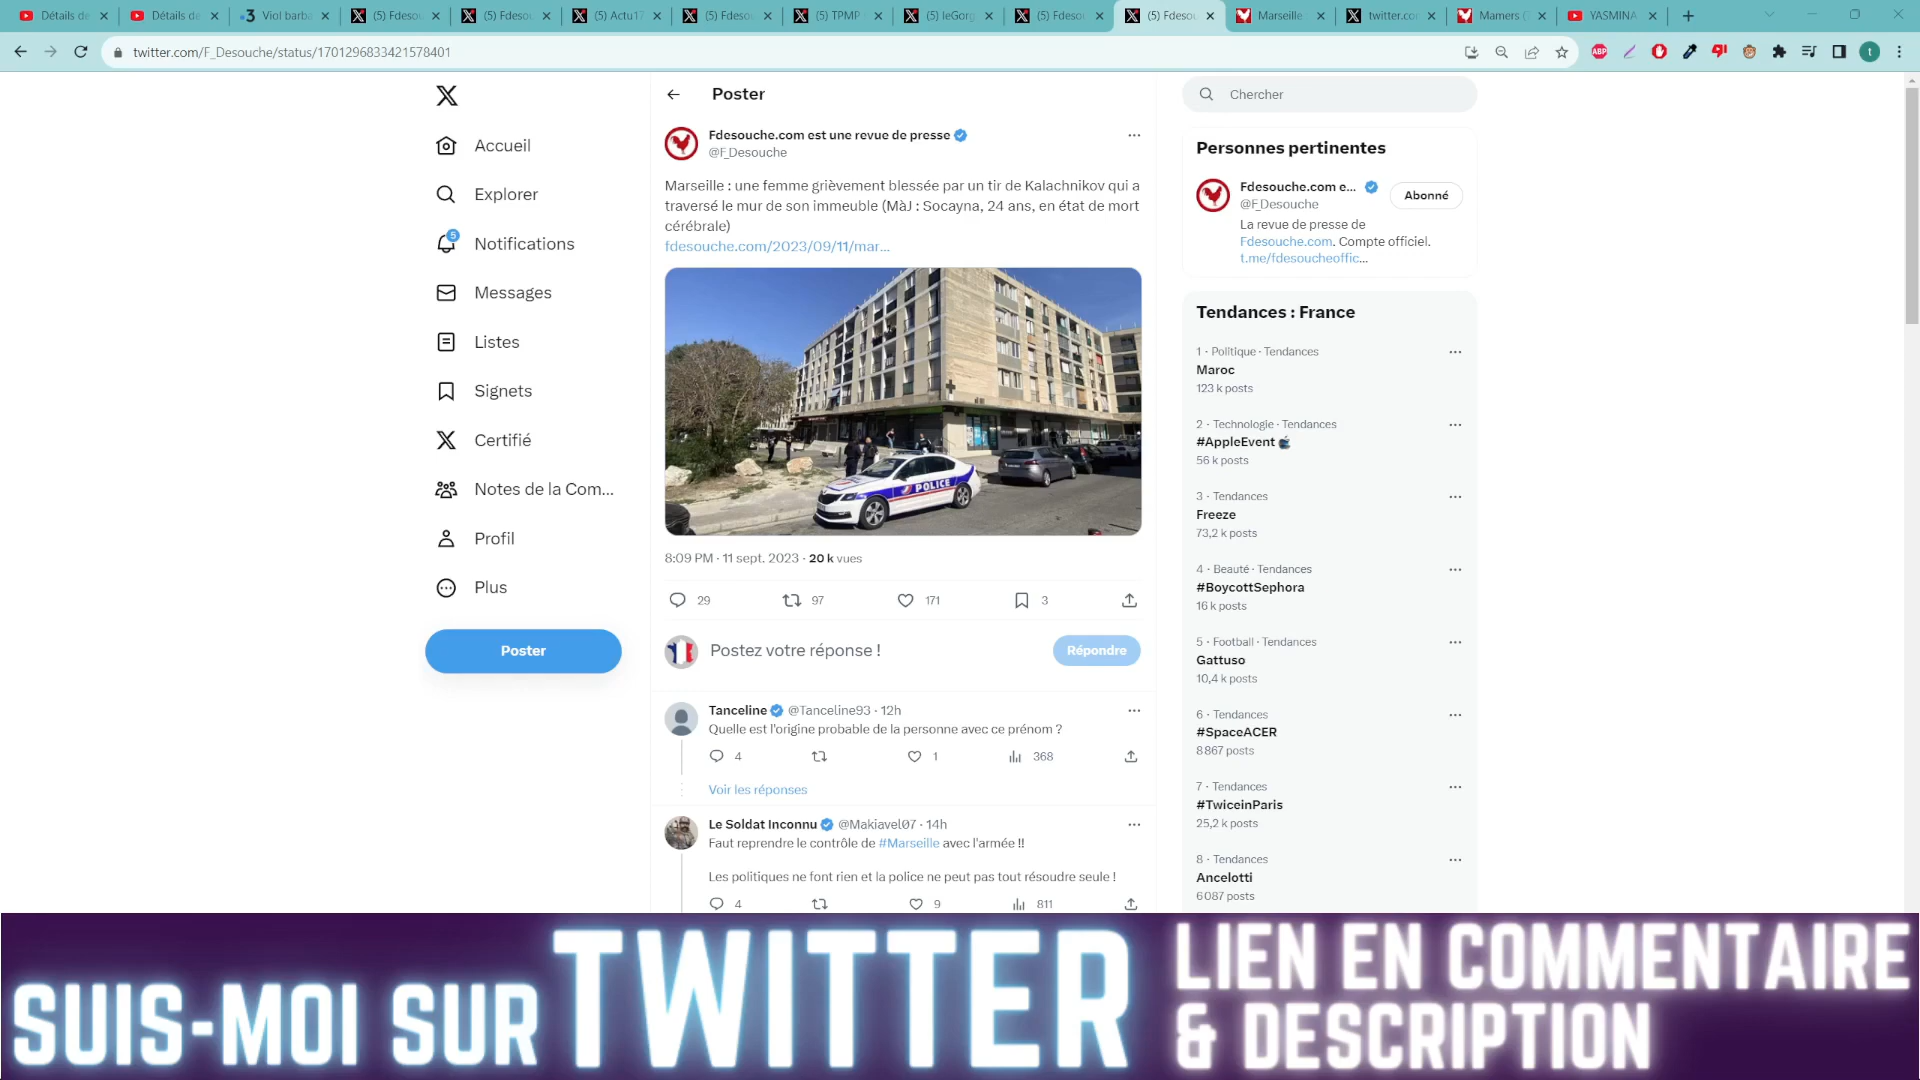 Détails de
Détails de
Viol barba
(5) Fdesou
(5) Fdesou
(5) Actu17
(5) Fdesou
(5) TPMP
(5) leGorg
(5) Fdesou
(5) Fdesou
Marseille
twitter.com
Mamers (
YASMINA
twitter.com/F_Desouche/status/1701296833421578401
ABP
t
Accueil
Explorer
5
Notifications
Messages
Listes
Signets
Certifié
Notes de la Com...
Profil
Plus
Poster
Poster
Fdesouche.com est une revue de presse
@F_Desouche
Marseille : une femme grièvement blessée par un tir de Kalachnikov qui a
traversé le mur de son immeuble (MàJ : Socayna, 24 ans, en état de mort
cérébrale)
fdesouche.com/2023/09/11/mar...
POLICE
8:09 PM · 11 sept. 2023 · 20 k vues
29
97
171
3
Postez votre réponse !
Répondre
Tanceline @Tanceline93 · 12h
Quelle est l'origine probable de la personne avec ce prénom ?
4
1
368
Voir les réponses
Le Soldat Inconnu @Makiavel07 · 14h
Faut reprendre le contrôle de #Marseille avec l'armée !!
Les politiques ne font rien et la police ne peut pas tout résoudre seule !
4
9
811
Chercher
Personnes pertinentes
Fdesouche.com e...
@F_Desouche
Abonné
La revue de presse de
Fdesouche.com. Compte officiel.
t.me/fdesoucheoffic...
Tendances : France
1 · Politique · Tendances
Maroc
123 k posts
2 · Technologie · Tendances
#AppleEvent
56 k posts
3 · Tendances
Freeze
73,2 k posts
4 · Beauté · Tendances
#BoycottSephora
16 k posts
5 · Football · Tendances
Gattuso
10,4 k posts
6 · Tendances
#SpaceACER
8 867 posts
7 · Tendances
#TwiceinParis
25,2 k posts
8 · Tendances
Ancelotti
6 087 posts
SUIS-MOI SUR TWITTER
LIEN EN COMMENTAIRE
& DESCRIPTION